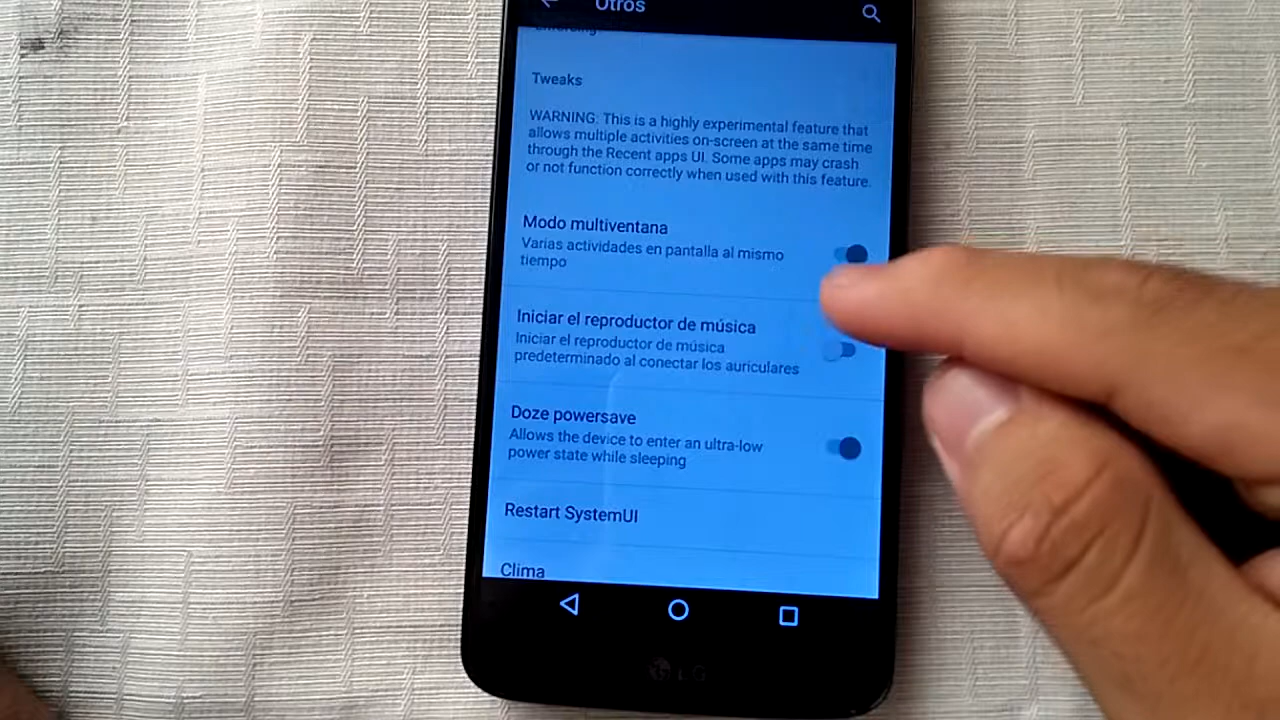 Otros
Tweaks
WARNING: This is a highly experimental feature that
allows multiple activities on-screen at the same time
through the Recent apps UI. Some apps may crash
or not function correctly when used with this feature.
Modo multiventana
Varias actividades en pantalla al mismo
tiempo
Iniciar el reproductor de música
Iniciar el reproductor de música
predeterminado al conectar los auriculares
Doze powersave
Allows the device to enter an ultra-low
power state while sleeping
Restart SystemUI
Clima
LG